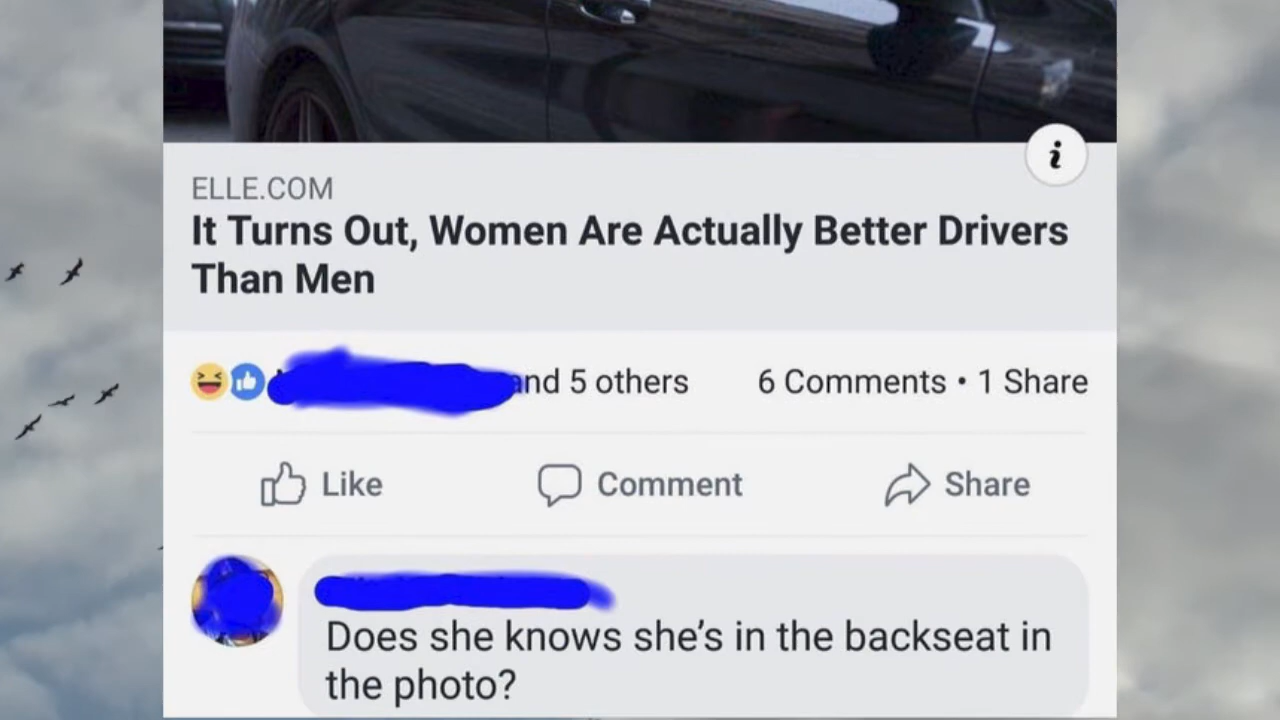 ELLE.COM
It Turns Out, Women Are Actually Better Drivers
Than Men
and 5 others
6 Comments • 1 Share
Like
Comment
Share
Does she knows she's in the backseat in
the photo?